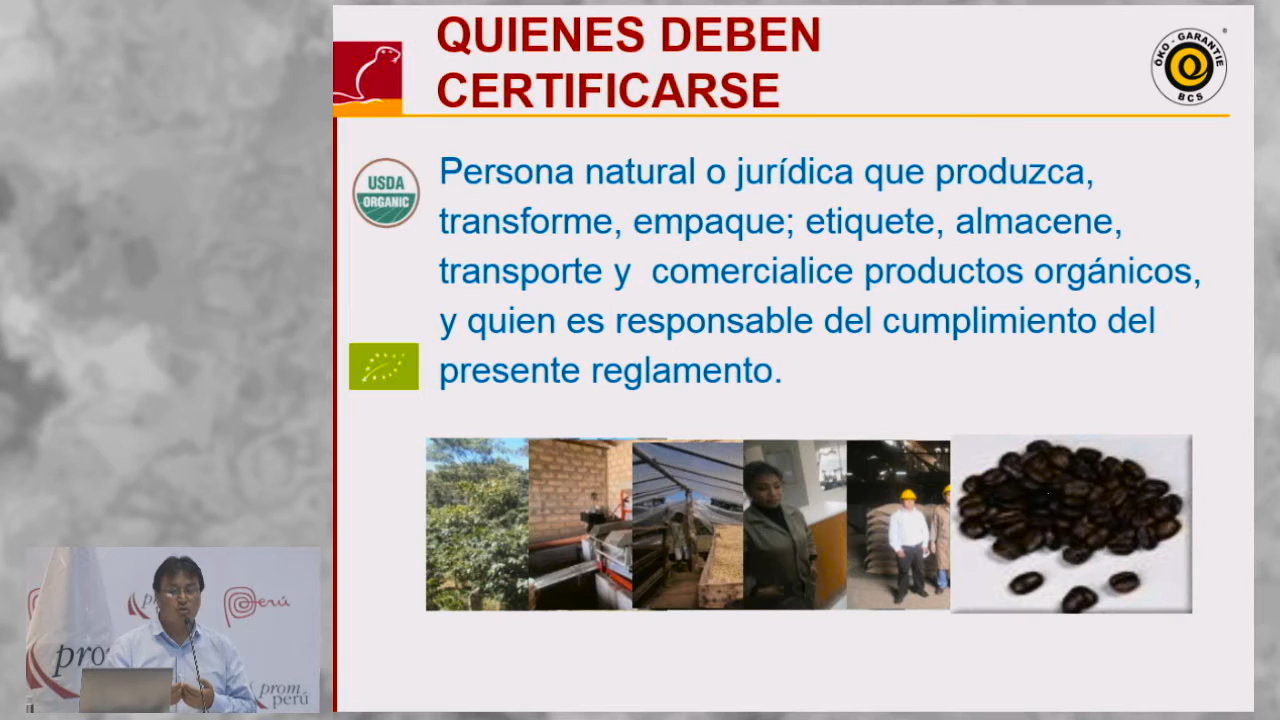 QUIENES DEBEN
CERTIFICARSE
ÖKO - GARANTIE
BCS
®
USDA
ORGANIC
Persona natural o jurídica que produzca,
transforme, empaque; etiquete, almacene,
transporte y comercialice productos orgánicos,
y quien es responsable del cumplimiento del
presente reglamento.
Perú
prom
perú